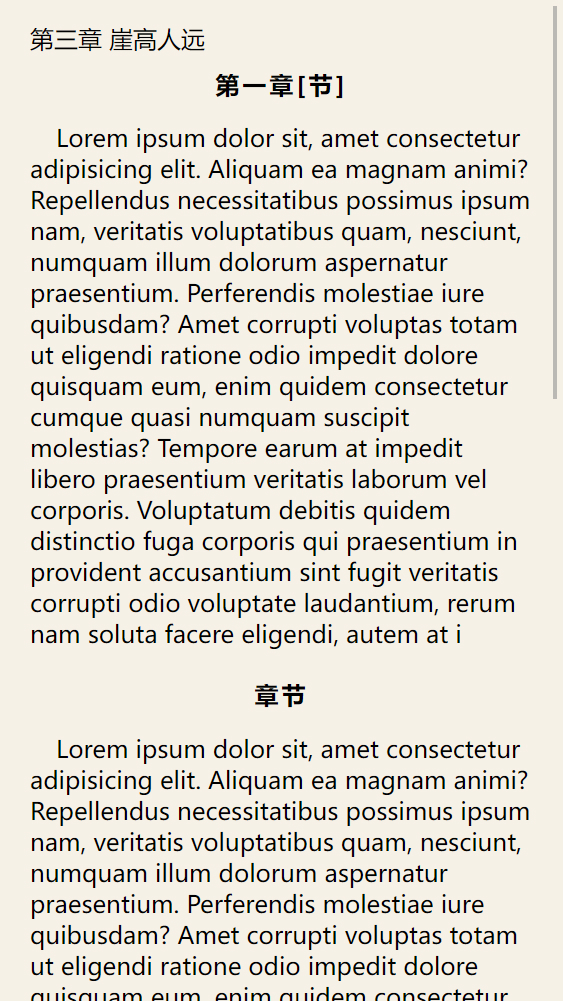 第三章 崖高人远
第一章[节]
Lorem ipsum dolor sit, amet consectetur
adipisicing elit. Aliquam ea magnam animi?
Repellendus necessitatibus possimus ipsum
nam, veritatis voluptatibus quam, nesciunt,
numquam illum dolorum aspernatur
praesentium. Perferendis molestiae iure
quibusdam? Amet corrupti voluptas totam
ut eligendi ratione odio impedit dolore
quisquam eum, enim quidem consectetur
cumque quasi numquam suscipit
molestias? Tempore earum at impedit
libero praesentium veritatis laborum vel
corporis. Voluptatum debitis quidem
distinctio fuga corporis qui praesentium in
provident accusantium sint fugit veritatis
corrupti odio voluptate laudantium, rerum
nam soluta facere eligendi, autem at i
章节
Lorem ipsum dolor sit, amet consectetur
adipisicing elit. Aliquam ea magnam animi?
Repellendus necessitatibus possimus ipsum
nam, veritatis voluptatibus quam, nesciunt,
numquam illum dolorum aspernatur
praesentium. Perferendis molestiae iure
quibusdam? Amet corrupti voluptas totam
ut eligendi ratione odio impedit dolore
quisquam eum, enim quidem consectetur